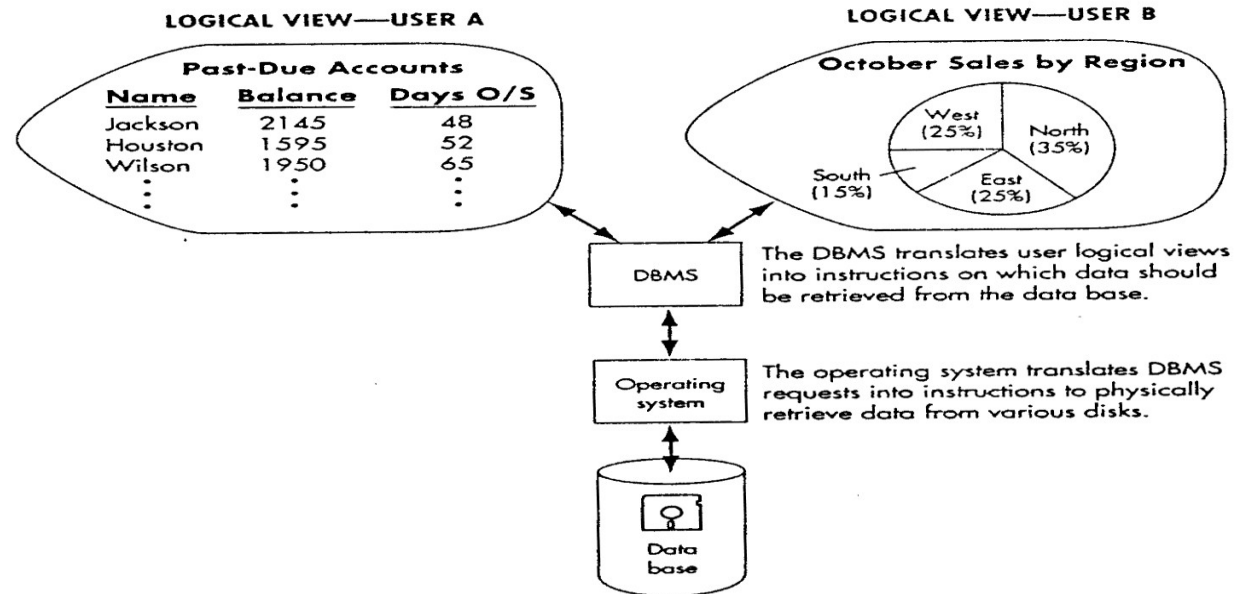 LOGICAL VIEW—USER A
Past-Due Accounts
Name Balance Days O/S
Jackson 2145 48
Houston 1595 52
Wilson 1950 65
LOGICAL VIEW—USER B
October Sales by Region
West
(25%)
North
(35%)
South
(15%)
East
(25%)
DBMS
The DBMS translates user logical views
into instructions on which data should
be retrieved from the data base.
Operating
system
The operating system translates DBMS
requests into instructions to physically
retrieve data from various disks.
Data
base